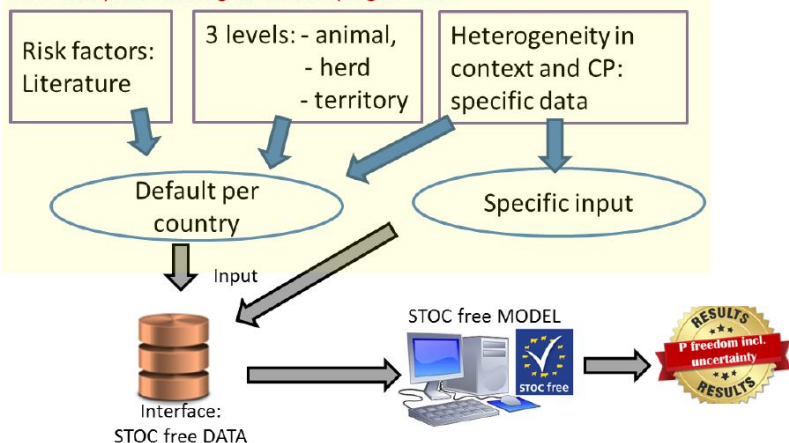 Risk factors:
Literature
3 levels: - animal,
- herd
- territory
Heterogeneity in
context and CP:
specific data
Default per
country
Specific input
Input
Interface:
STOC free DATA
STOC free MODEL
STOC free
RESULTS
P freedom incl.
uncertainty
RESULTS